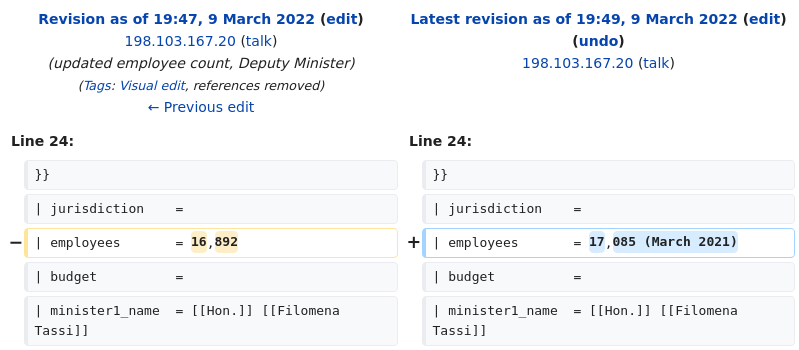 Revision as of 19:47, 9 March 2022 (edit)
198.103.167.20 (talk)
(updated employee count, Deputy Minister)
(Tags: Visual edit, references removed)
← Previous edit
Latest revision as of 19:49, 9 March 2022 (edit)
(undo)
198.103.167.20 (talk)
Line 24:
Line 24:
}}
}}
| jurisdiction    =
| jurisdiction    =
− | employees       = 16,892
+ | employees       = 17,085 (March 2021)
| budget          =
| budget          =
| minister1_name  = [[Hon.]] [[Filomena
Tassi]]
| minister1_name  = [[Hon.]] [[Filomena
Tassi]]